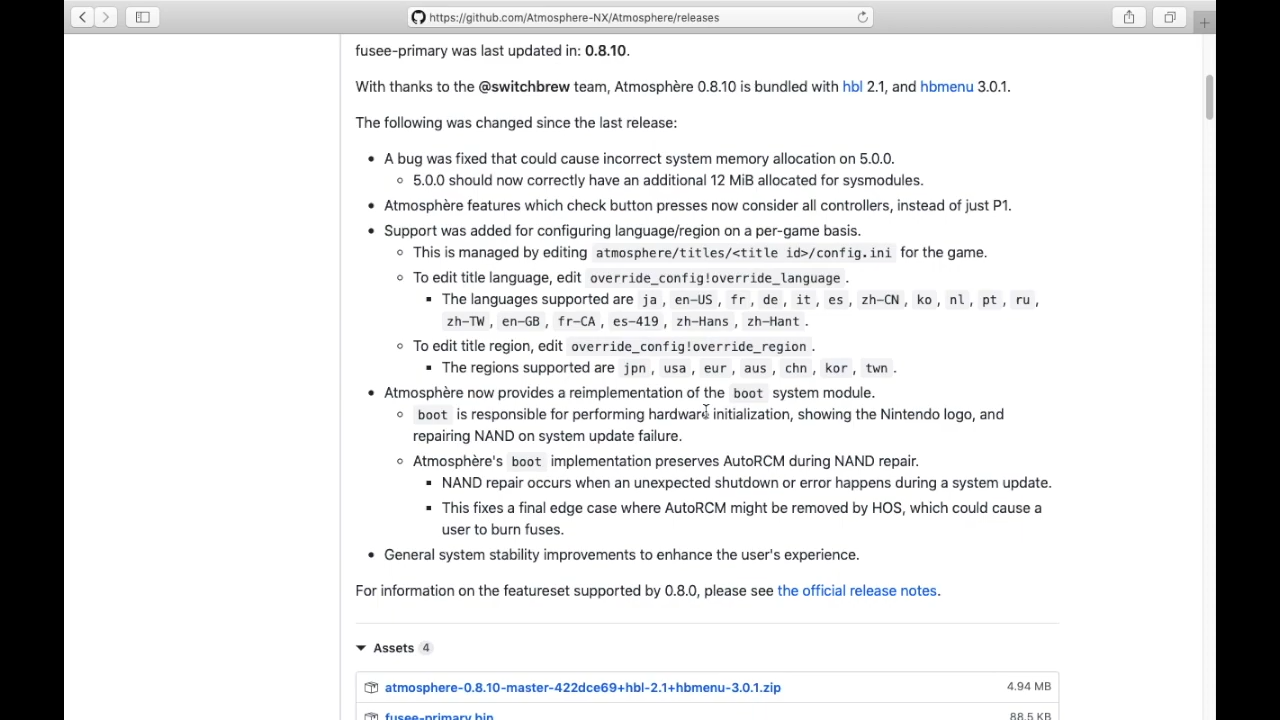 https://github.com/Atmosphere-NX/Atmosphere/releases
fusee-primary was last updated in: 0.8.10.
With thanks to the @switchbrew team, Atmosphère 0.8.10 is bundled with hbl 2.1, and hbmenu 3.0.1.
The following was changed since the last release:
• A bug was fixed that could cause incorrect system memory allocation on 5.0.0.
◦ 5.0.0 should now correctly have an additional 12 MiB allocated for sysmodules.
• Atmosphère features which check button presses now consider all controllers, instead of just P1.
• Support was added for configuring language/region on a per-game basis.
◦ This is managed by editing atmosphere/titles/<title id>/config.ini for the game.
◦ To edit title language, edit override_config!override_language .
▪ The languages supported are ja , en-US , fr , de , it , es , zh-CN , ko , nl , pt , ru ,
zh-TW , en-GB , fr-CA , es-419 , zh-Hans , zh-Hant .
◦ To edit title region, edit override_config!override_region .
▪ The regions supported are jpn , usa , eur , aus , chn , kor , twn .
• Atmosphère now provides a reimplementation of the boot system module.
◦ boot is responsible for performing hardware initialization, showing the Nintendo logo, and
repairing NAND on system update failure.
◦ Atmosphère's boot implementation preserves AutoRCM during NAND repair.
▪ NAND repair occurs when an unexpected shutdown or error happens during a system update.
▪ This fixes a final edge case where AutoRCM might be removed by HOS, which could cause a
user to burn fuses.
• General system stability improvements to enhance the user's experience.
For information on the featureset supported by 0.8.0, please see the official release notes.
Assets 4
atmosphere-0.8.10-master-422dce69+hbl-2.1+hbmenu-3.0.1.zip 4.94 MB
fusee-primary.bin 88.5 KB